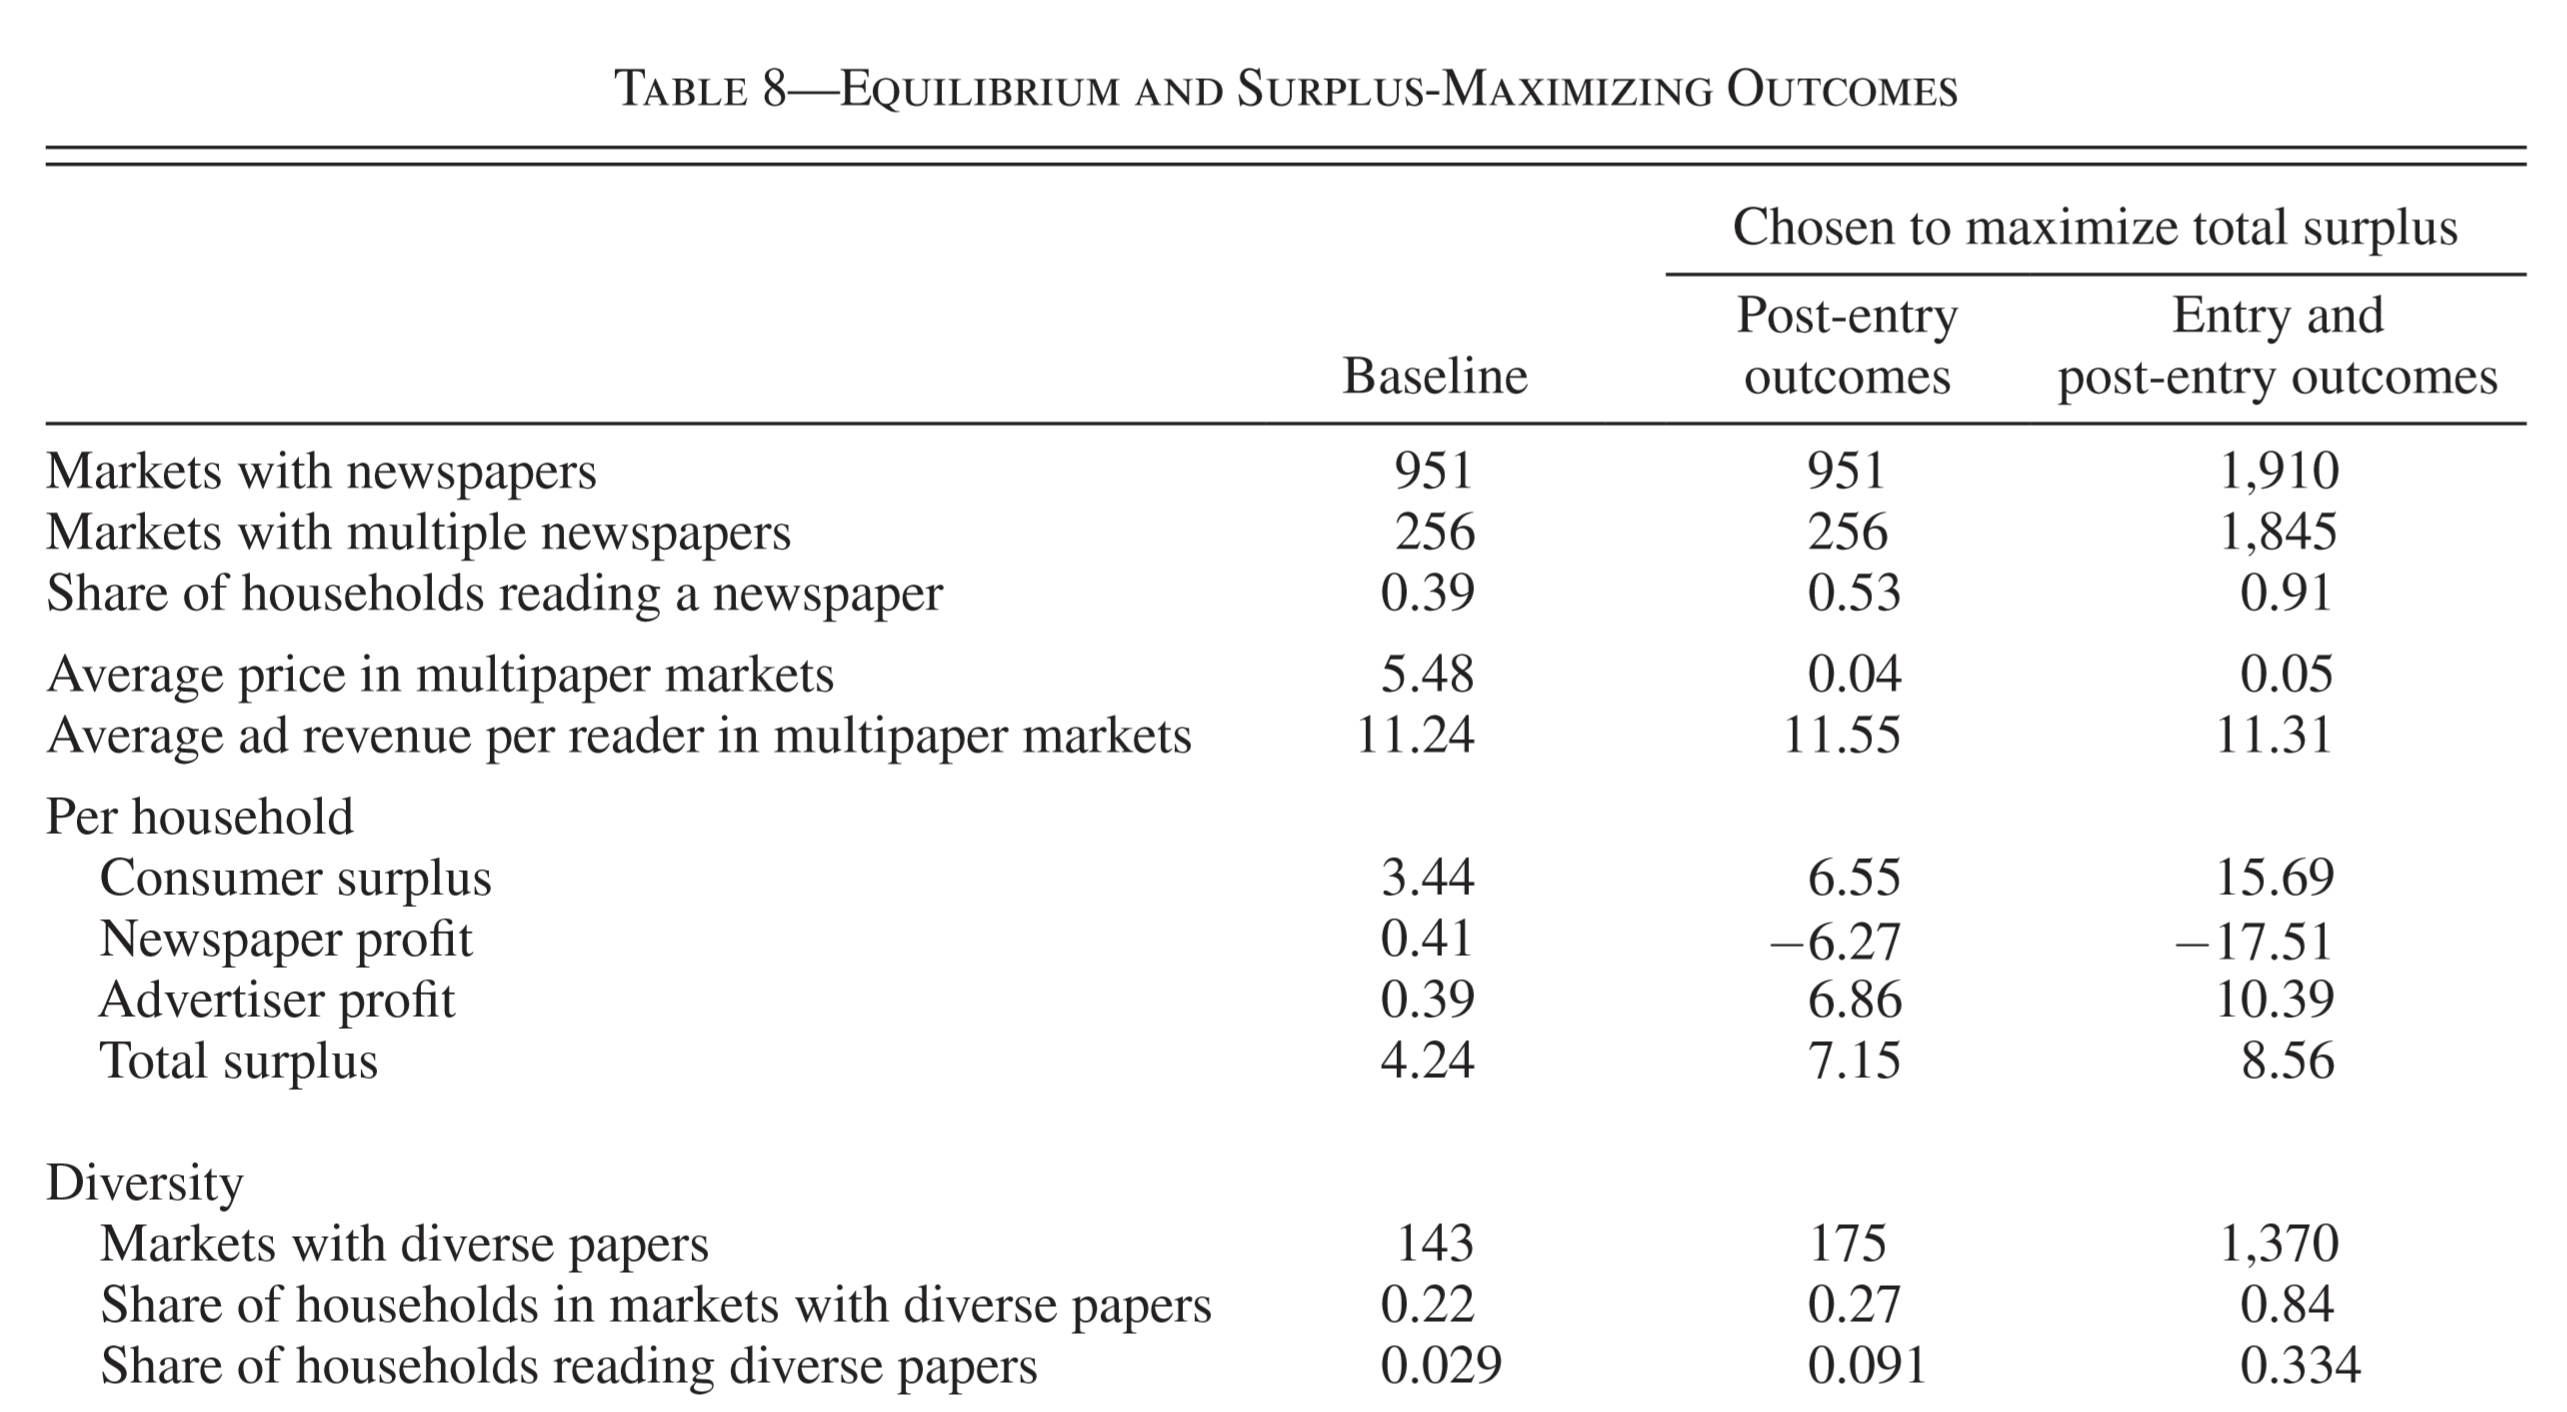 TABLE 8—EQUILIBRIUM AND SURPLUS-MAXIMIZING OUTCOMES
Chosen to maximize total surplus
Baseline Post-entry outcomes Entry and post-entry outcomes
Markets with newspapers 951 951 1,910
Markets with multiple newspapers 256 256 1,845
Share of households reading a newspaper 0.39 0.53 0.91
Average price in multipaper markets 5.48 0.04 0.05
Average ad revenue per reader in multipaper markets 11.24 11.55 11.31
Per household
Consumer surplus 3.44 6.55 15.69
Newspaper profit 0.41 −6.27 −17.51
Advertiser profit 0.39 6.86 10.39
Total surplus 4.24 7.15 8.56
Diversity
Markets with diverse papers 143 175 1,370
Share of households in markets with diverse papers 0.22 0.27 0.84
Share of households reading diverse papers 0.029 0.091 0.334